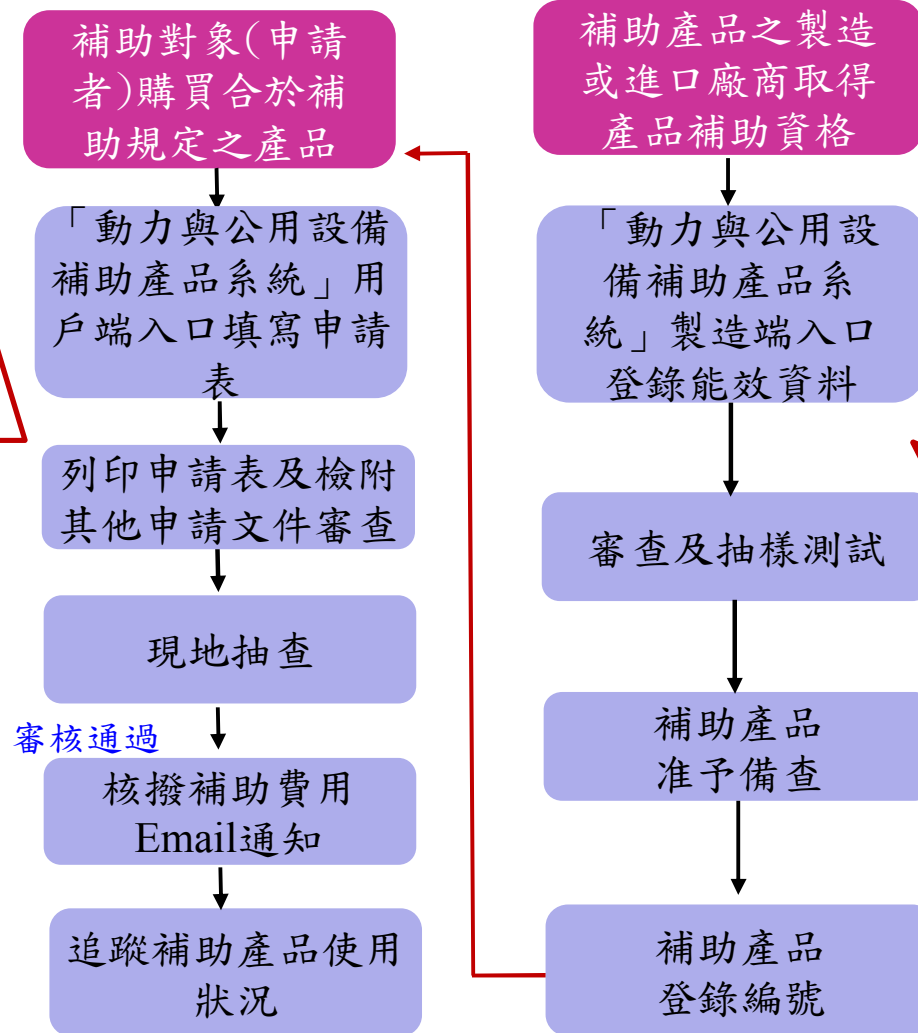 補助對象(申請
者)購買合於補
助規定之產品
「動力與公用設備
補助產品系統」用
戶端入口填寫申請
表
列印申請表及檢附
其他申請文件審查
現地抽查
審核通過
核撥補助費用
Email通知
追蹤補助產品使用
狀況
補助產品之製造
或進口廠商取得
產品補助資格
「動力與公用設
備補助產品系
統」製造端入口
登錄能效資料
審查及抽樣測試
補助產品
准予備查
補助產品
登錄編號